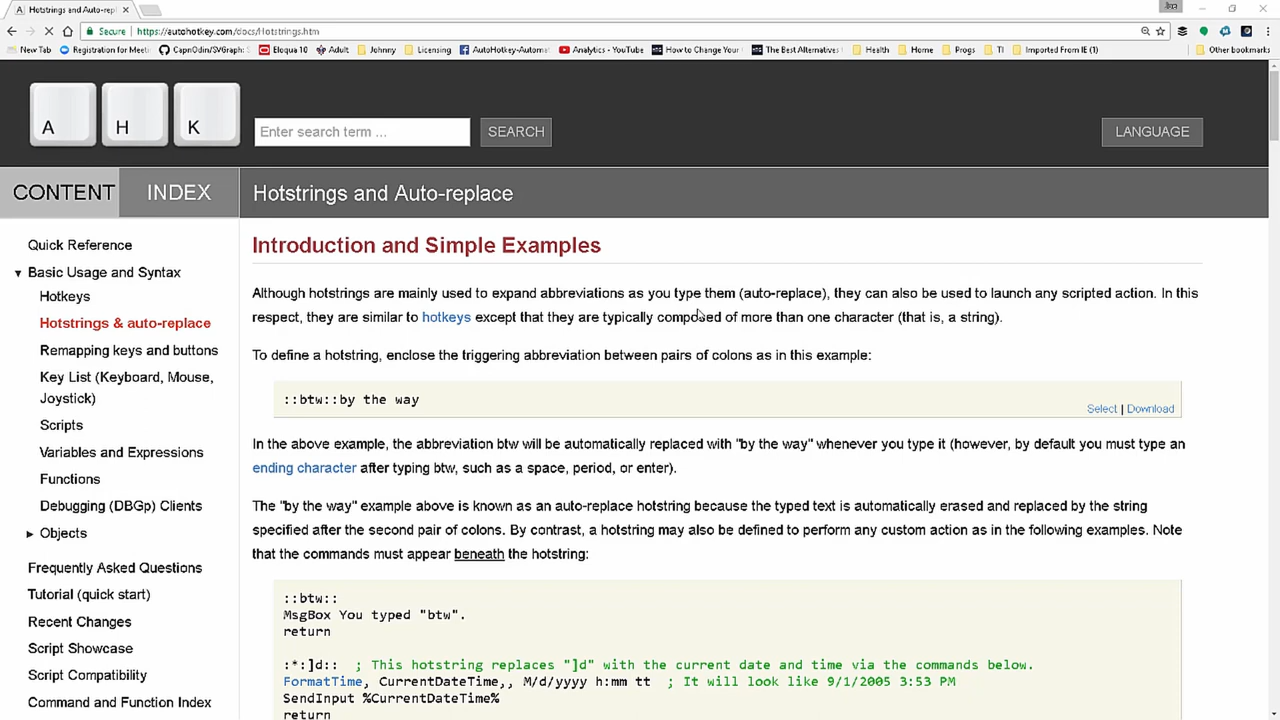 Hotstrings and Auto-repl
Secure
https://autohotkey.com/docs/Hotstrings.htm
New Tab
Registration for Meeti
CapnOdin/SVGraph:
Eloqua 10
Adult
Johnny
Licensing
AutoHotkey-Automat
Analytics - YouTube
How to Change Your
The Best Alternatives
Health
Home
Progs
TI
Imported From IE (1)
Other bookmarks
A H K
Enter search term ...
SEARCH
LANGUAGE
CONTENT
INDEX
Hotstrings and Auto-replace
Quick Reference
Basic Usage and Syntax
Hotkeys
Hotstrings & auto-replace
Remapping keys and buttons
Key List (Keyboard, Mouse,
Joystick)
Scripts
Variables and Expressions
Functions
Debugging (DBGp) Clients
Objects
Frequently Asked Questions
Tutorial (quick start)
Recent Changes
Script Showcase
Script Compatibility
Command and Function Index
Introduction and Simple Examples
Although hotstrings are mainly used to expand abbreviations as you type them (auto-replace), they can also be used to launch any scripted action. In this
respect, they are similar to hotkeys except that they are typically composed of more than one character (that is, a string).
To define a hotstring, enclose the triggering abbreviation between pairs of colons as in this example:
::btw::by the way
Select | Download
In the above example, the abbreviation btw will be automatically replaced with "by the way" whenever you type it (however, by default you must type an
ending character after typing btw, such as a space, period, or enter).
The "by the way" example above is known as an auto-replace hotstring because the typed text is automatically erased and replaced by the string
specified after the second pair of colons. By contrast, a hotstring may also be defined to perform any custom action as in the following examples. Note
that the commands must appear beneath the hotstring:
::btw::
MsgBox You typed "btw".
return
:*:]d:: ; This hotstring replaces "]d" with the current date and time via the commands below.
FormatTime, CurrentDateTime,, M/d/yyyy h:mm tt ; It will look like 9/1/2005 3:53 PM
SendInput %CurrentDateTime%
return